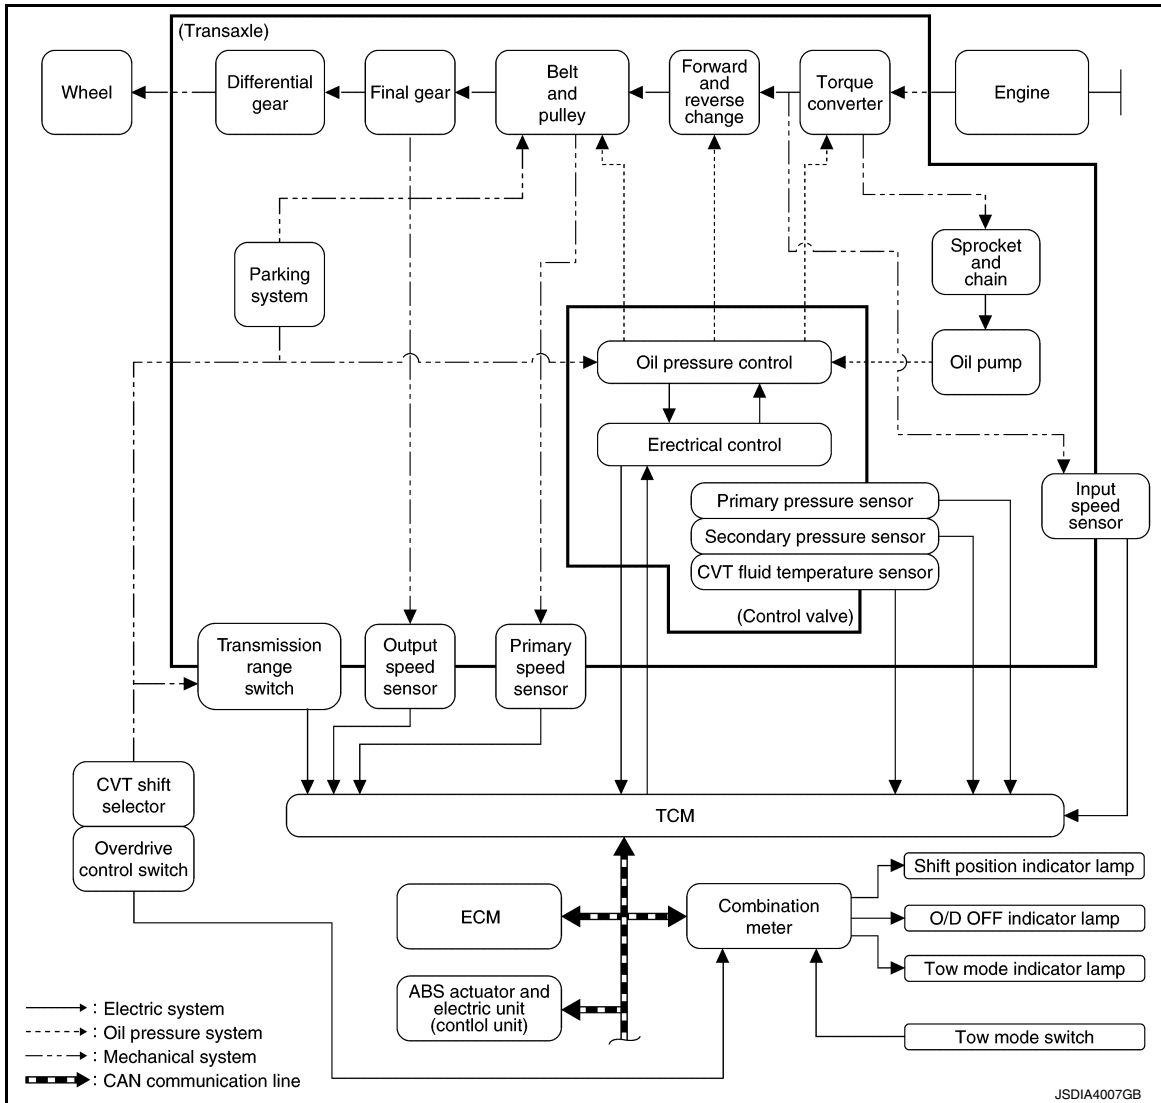 (Transaxle)
Wheel
Differential
gear
Final gear
Belt
and
pulley
Forward
and
reverse
change
Torque
converter
Engine
Parking
system
Sprocket
and
chain
Oil pressure control
Oil pump
Erectrical control
Primary pressure sensor
Secondary pressure sensor
CVT fluid temperature sensor
(Control valve)
Input
speed
sensor
Transmission
range
switch
Output
speed
sensor
Primary
speed
sensor
CVT shift
selector
Overdrive
control switch
TCM
ECM
Combination
meter
Shift position indicator lamp
O/D OFF indicator lamp
Tow mode indicator lamp
ABS actuator and
electric unit
(contlol unit)
Tow mode switch
: Electric system
: Oil pressure system
: Mechanical system
: CAN communication line
JSDIA4007GB